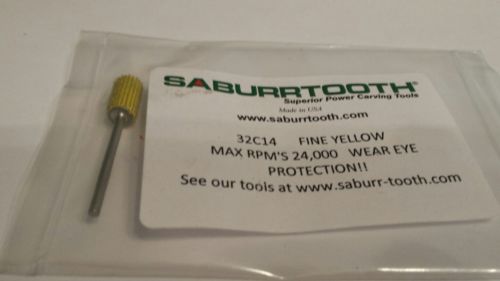 SABURRTOOTH®
Superior Power Carving Tools
Made in USA
www.saburrtooth.com
32C14 FINE YELLOW
MAX RPM'S 24,000 WEAR EYE
PROTECTION!!
See our tools at www.saburr-tooth.com